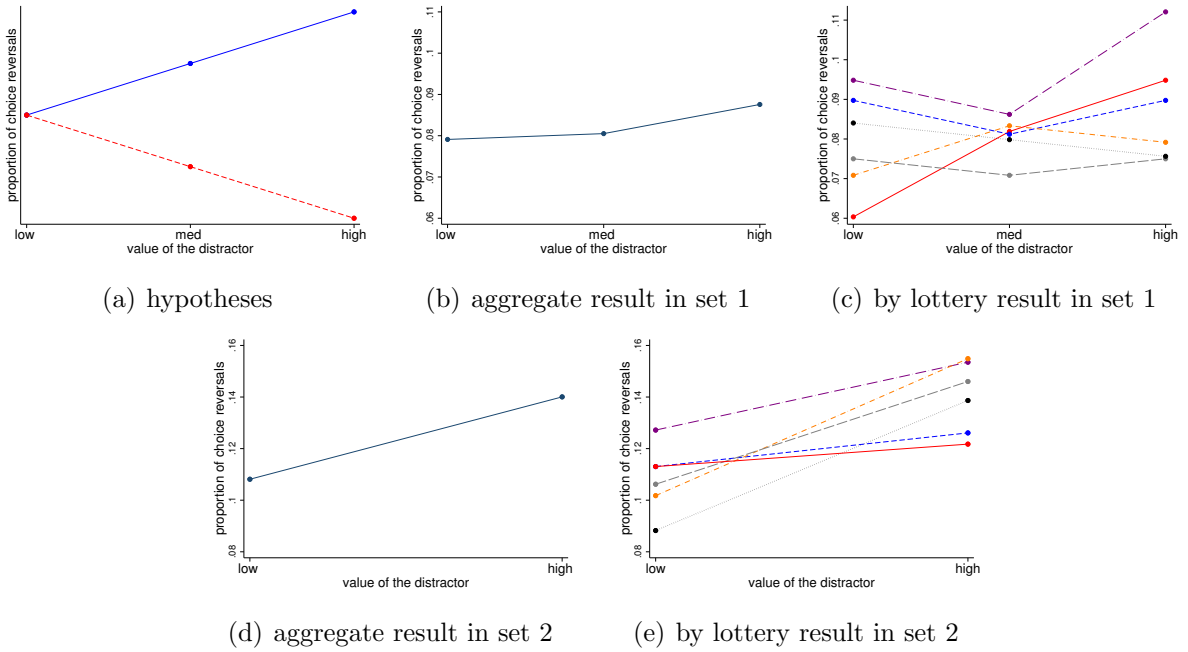 proportion of choice reversals
low med high
value of the distractor
(a) hypotheses
proportion of choice reversals
.06 .07 .08 .09 .1 .11
low med high
value of the distractor
(b) aggregate result in set 1
proportion of choice reversals
.06 .07 .08 .09 .1 .11
low med high
value of the distractor
(c) by lottery result in set 1
proportion of choice reversals
.08 .1 .12 .14 .16
low high
value of the distractor
(d) aggregate result in set 2
proportion of choice reversals
.08 .1 .12 .14 .16
low high
value of the distractor
(e) by lottery result in set 2